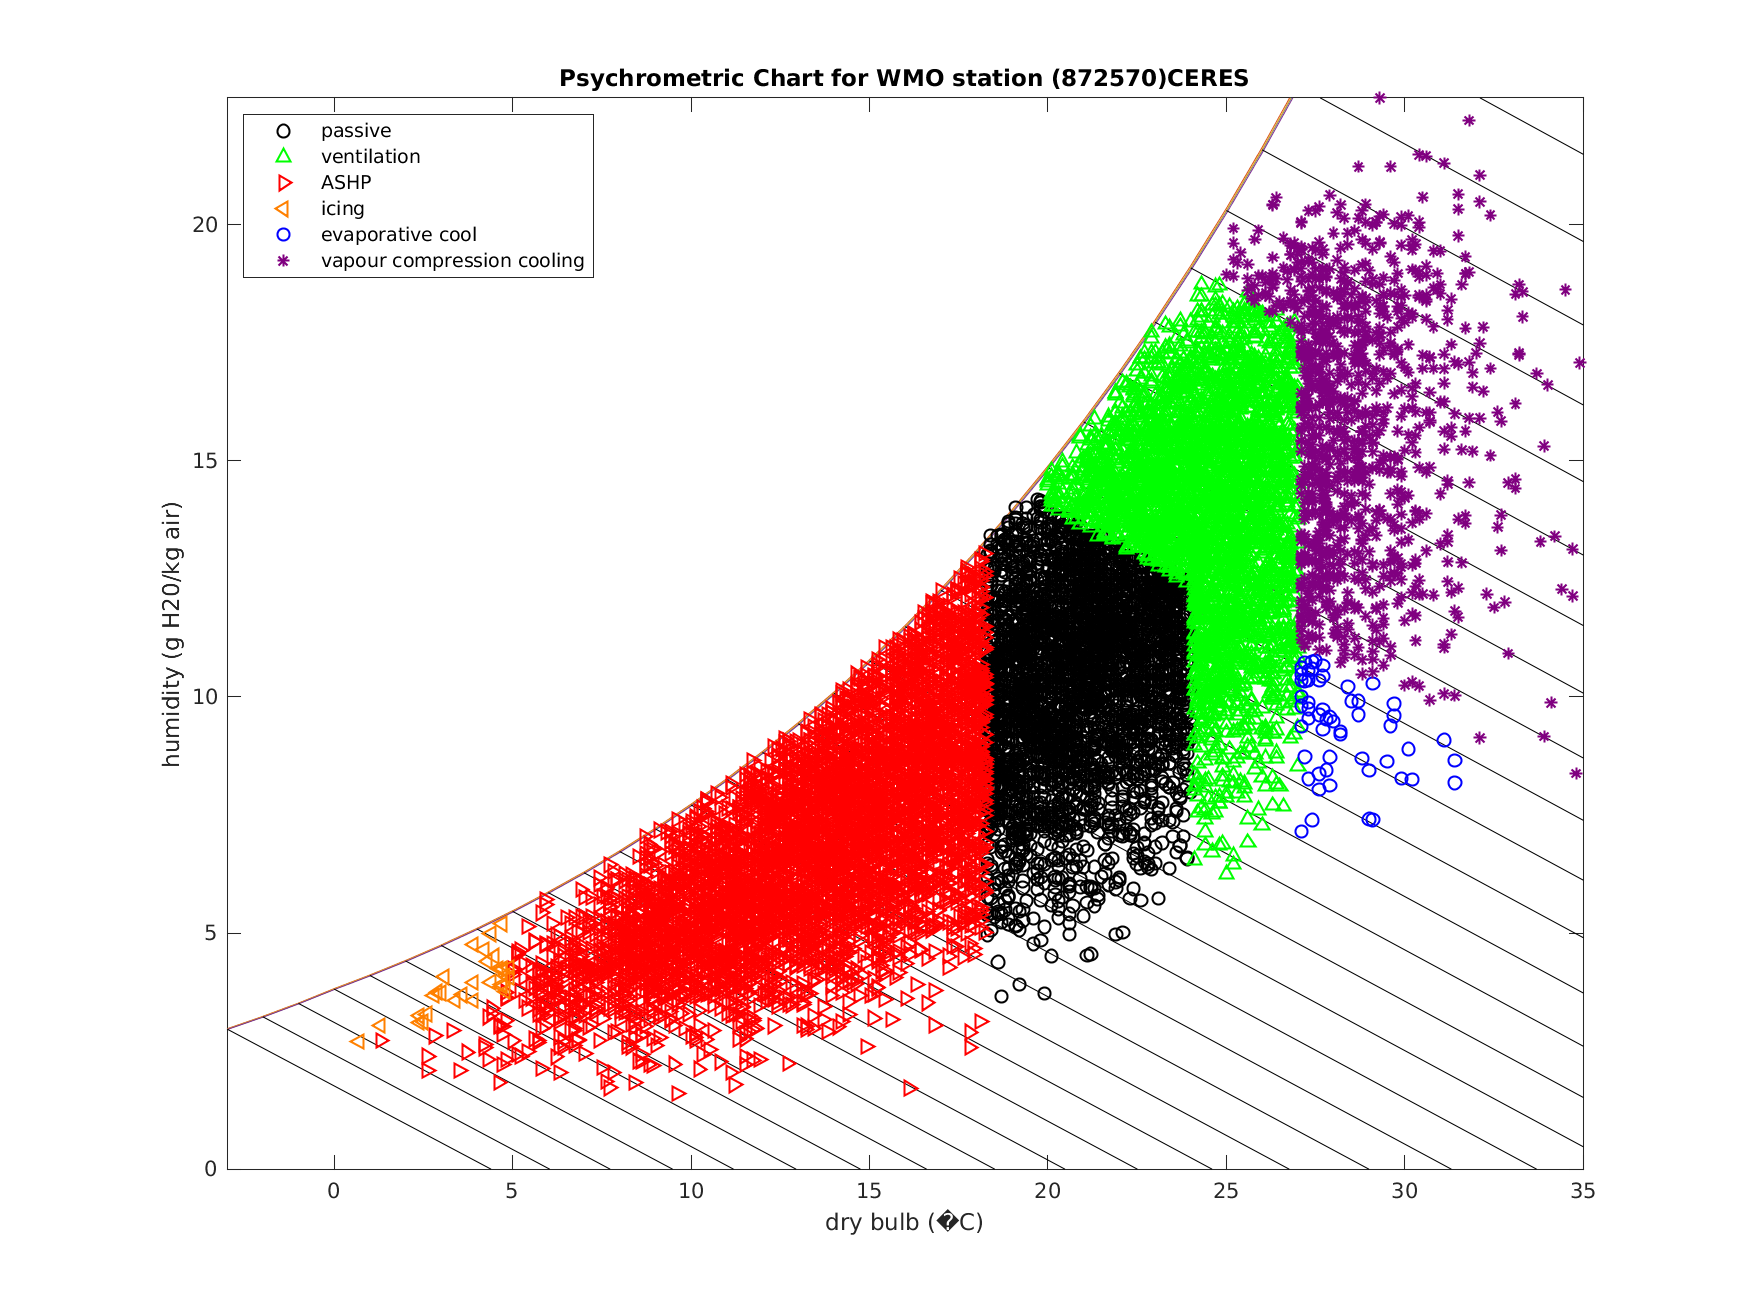 Psychrometric Chart for WMO station (872570)CERES
passive
ventilation
ASHP
icing
evaporative cool
vapour compression cooling
humidity (g H20/kg air)
20
15
10
5
0
0 5 10 15 20 25 30 35
dry bulb (�C)